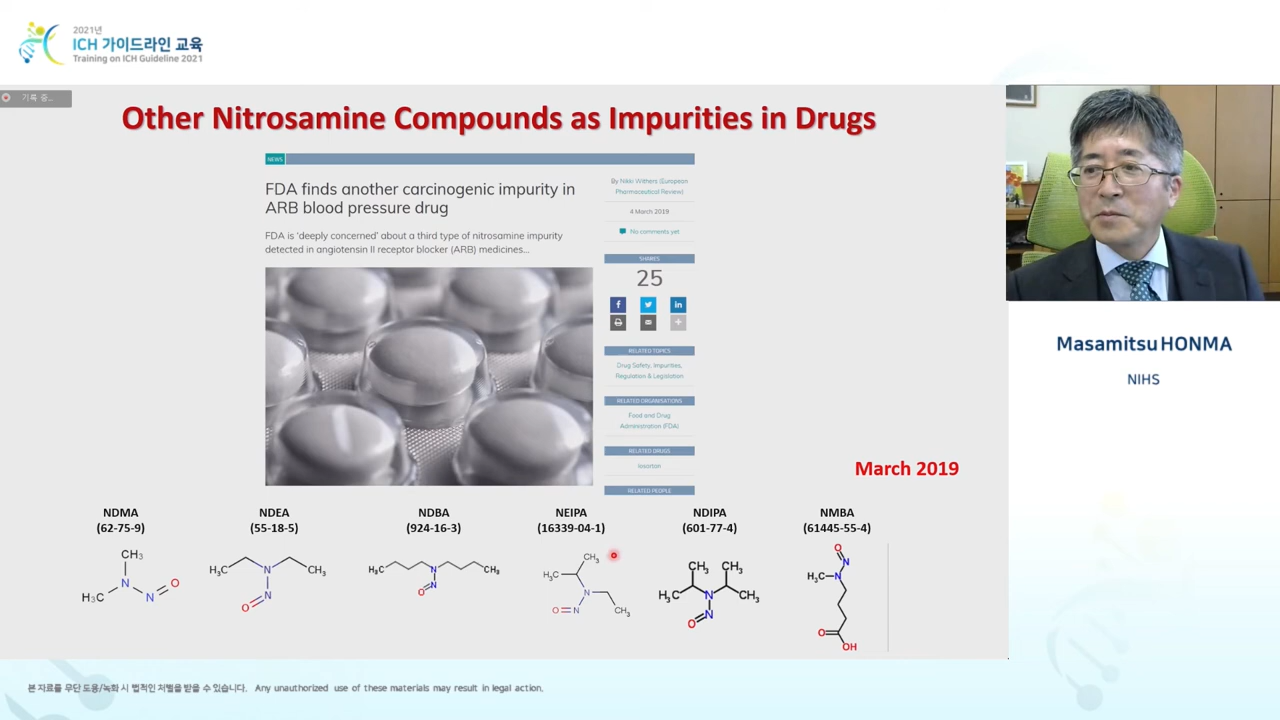 2021년
ICH 가이드라인 교육
Training on ICH Guideline 2021
기록 중...
Other Nitrosamine Compounds as Impurities in Drugs
NEWS
FDA finds another carcinogenic impurity in
ARB blood pressure drug
FDA is ‘deeply concerned’ about a third type of nitrosamine impurity
detected in angiotensin II receptor blocker (ARB) medicines...
By Nikki Withers (European
Pharmaceutical Review)
4 March 2019
No comments yet
SHARES
25
RELATED TOPICS
Drug Safety, Impurities,
Regulation & Legislation
RELATED ORGANISATIONS
Food and Drug
Administration (FDA)
RELATED DRUGS
losartan
RELATED PEOPLE
March 2019
Masamitsu HONMA
NIHS
NDMA
(62-75-9)
NDEA
(55-18-5)
NDBA
(924-16-3)
NEIPA
(16339-04-1)
NDIPA
(601-77-4)
NMBA
(61445-55-4)
CH3
N
O
H3C
N
H3C
N
CH3
N
O
H3C
N
CH3
N
O
CH3
H3C
N
O
N
CH3
CH3
CH3
H3C
N
CH3
N
O
O
N
H3C
N
O
OH
본 자료를 무단 도용/녹화 시 법적인 처벌을 받을 수 있습니다. Any unauthorized use of these materials may result in legal action.